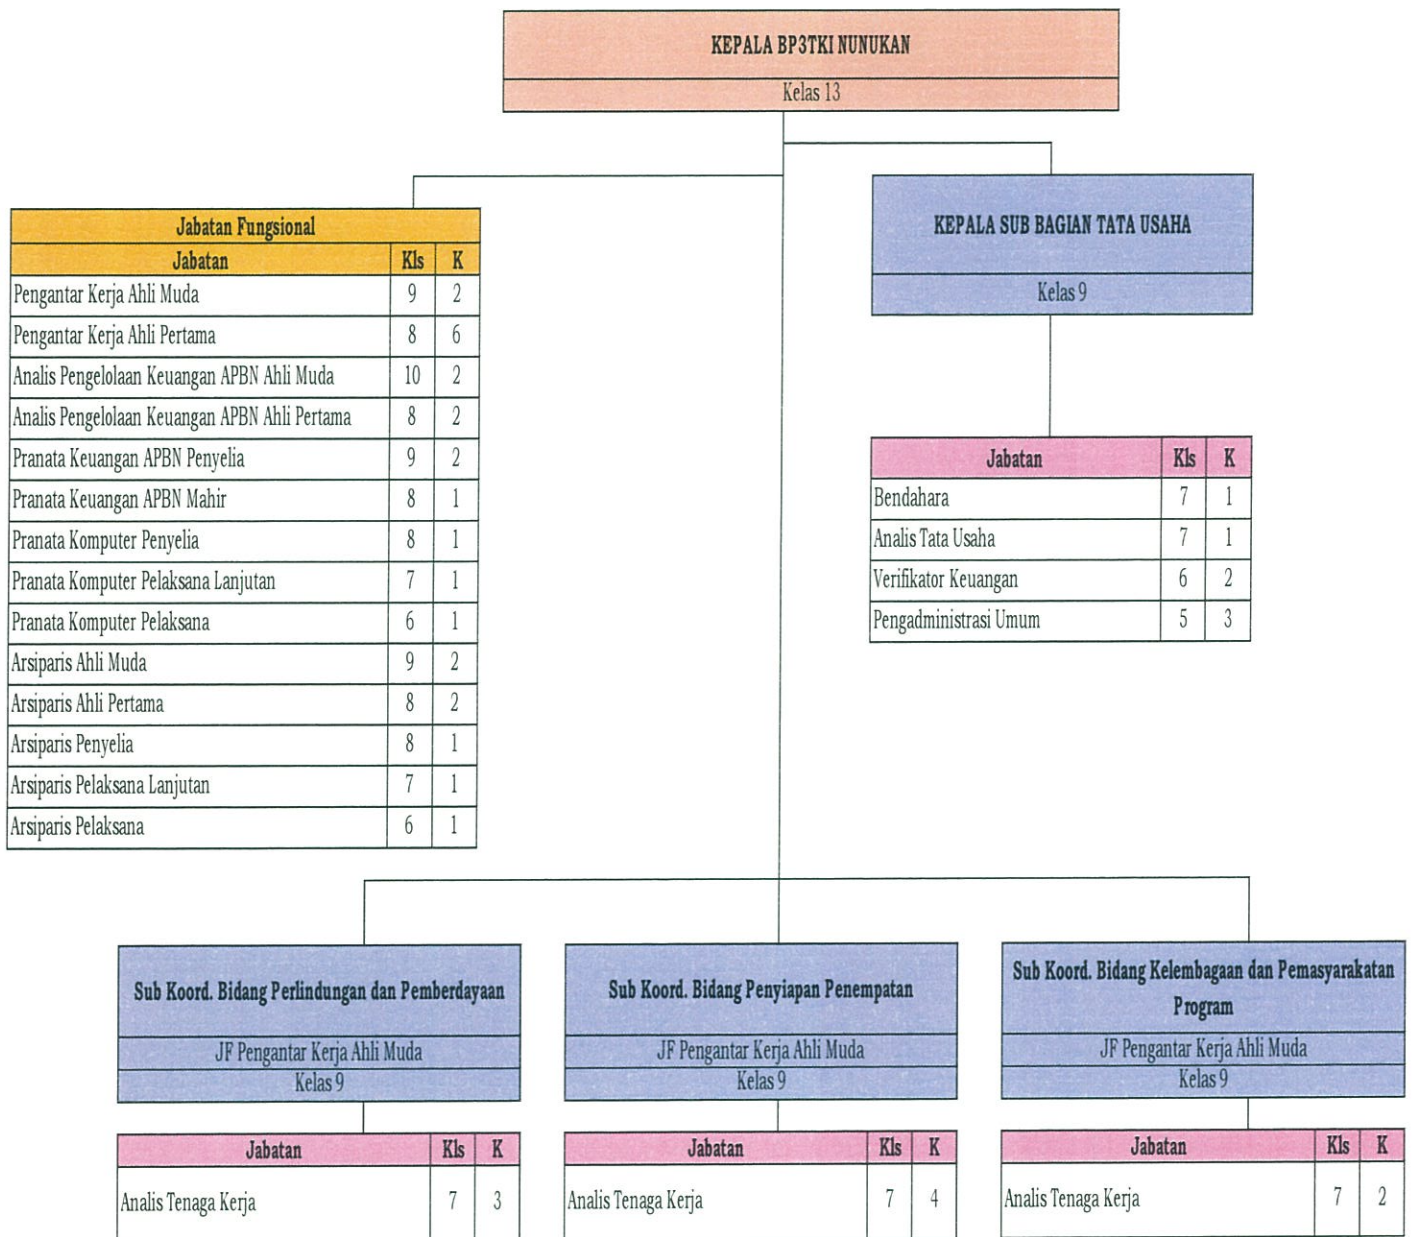 KEPALA BP3TKI NUNUKAN
Kelas 13
KEPALA SUB BAGIAN TATA USAHA
Kelas 9
Jabatan Fungsional
Jabatan Kls K
Pengantar Kerja Ahli Muda 9 2
Pengantar Kerja Ahli Pertama 8 6
Analis Pengelolaan Keuangan APBN Ahli Muda 10 2
Analis Pengelolaan Keuangan APBN Ahli Pertama 8 2
Pranata Keuangan APBN Penyelia 9 2
Pranata Keuangan APBN Mahir 8 1
Pranata Komputer Penyelia 8 1
Pranata Komputer Pelaksana Lanjutan 7 1
Pranata Komputer Pelaksana 6 1
Arsiparis Ahli Muda 9 2
Arsiparis Ahli Pertama 8 2
Arsiparis Penyelia 8 1
Arsiparis Pelaksana Lanjutan 7 1
Arsiparis Pelaksana 6 1
Jabatan Kls K
Bendahara 7 1
Analis Tata Usaha 7 1
Verifikator Keuangan 6 2
Pengadministrasi Umum 5 3
Sub Koord. Bidang Perlindungan dan Pemberdayaan
JF Pengantar Kerja Ahli Muda
Kelas 9
Jabatan Kls K
Analis Tenaga Kerja 7 3
Sub Koord. Bidang Penyiapan Penempatan
JF Pengantar Kerja Ahli Muda
Kelas 9
Jabatan Kls K
Analis Tenaga Kerja 7 4
Sub Koord. Bidang Kelembagaan dan Pemasyarakatan
Program
JF Pengantar Kerja Ahli Muda
Kelas 9
Jabatan Kls K
Analis Tenaga Kerja 7 2